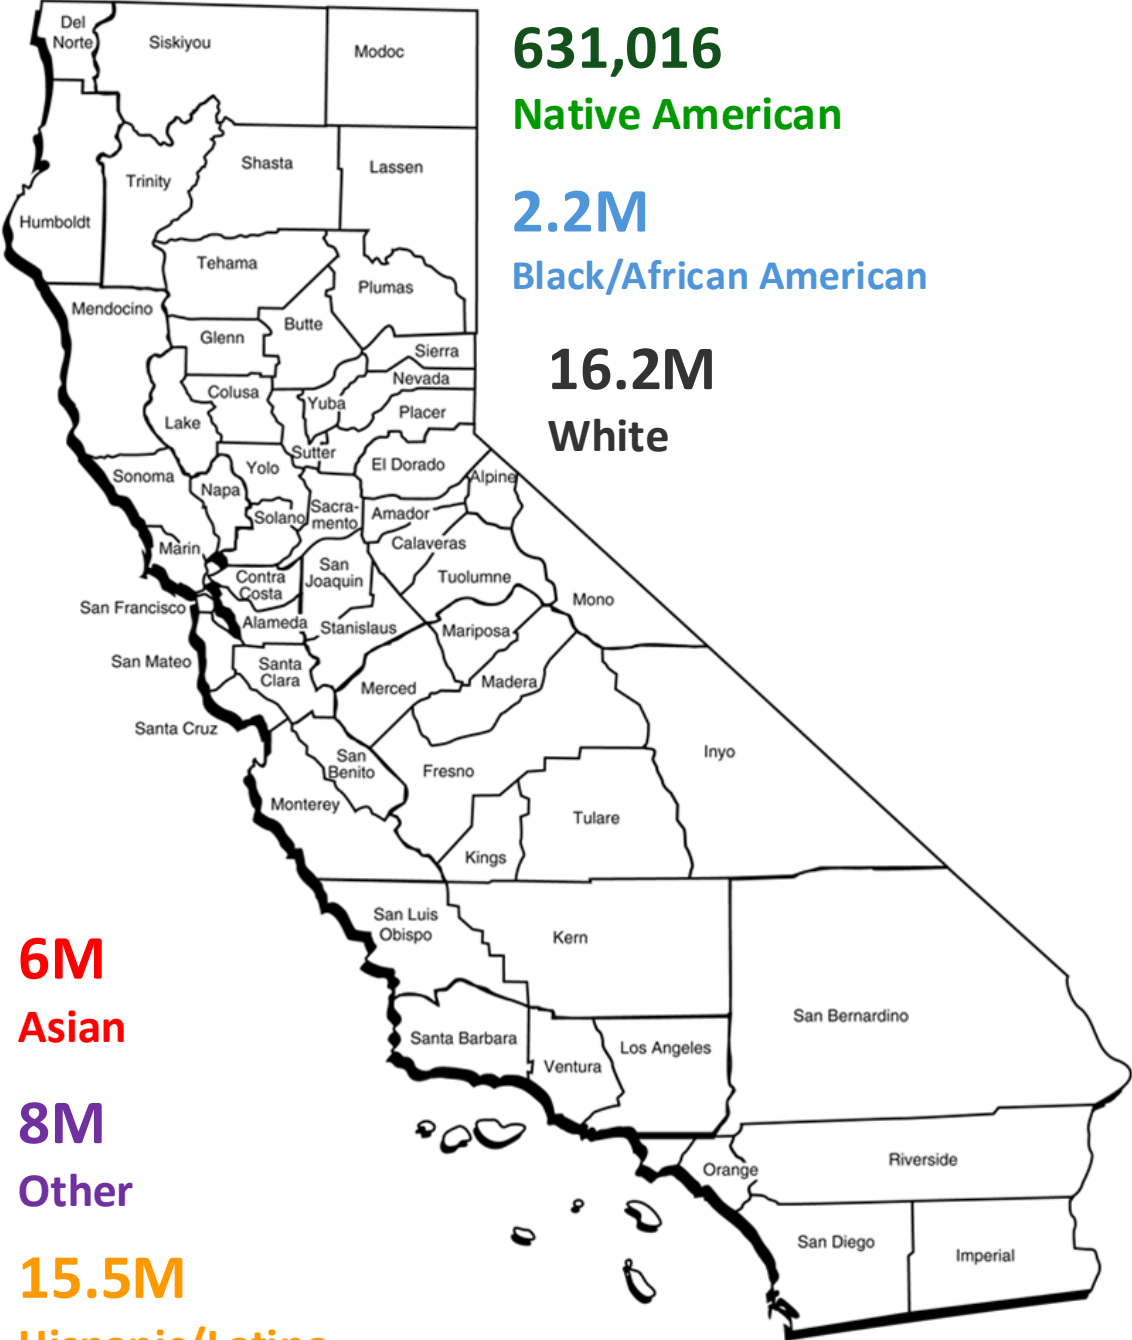 Del
Norte
Siskiyou
Modoc
631,016
Native American
Shasta
Lassen
Trinity
Humboldt
2.2M
Black/African American
Tehama
Plumas
Mendocino
Butte
Glenn
Sierra
Nevada
16.2M
White
Colusa
Yuba
Placer
Lake
Sutter
El Dorado
Sonoma
Yolo
Alpine
Napa
Solano
Sacra-
mento
Amador
Marin
Calaveras
Contra
Costa
San
Joaquin
Tuolumne
San Francisco
Mono
Alameda
Stanislaus
Mariposa
San Mateo
Santa
Clara
Merced
Madera
Santa Cruz
San
Benito
Fresno
Inyo
Monterey
Tulare
Kings
San Luis
Obispo
Kern
6M
Asian
San Bernardino
Santa Barbara
Ventura
Los Angeles
8M
Other
Orange
Riverside
San Diego
Imperial
15.5M
Hispanic/Latino